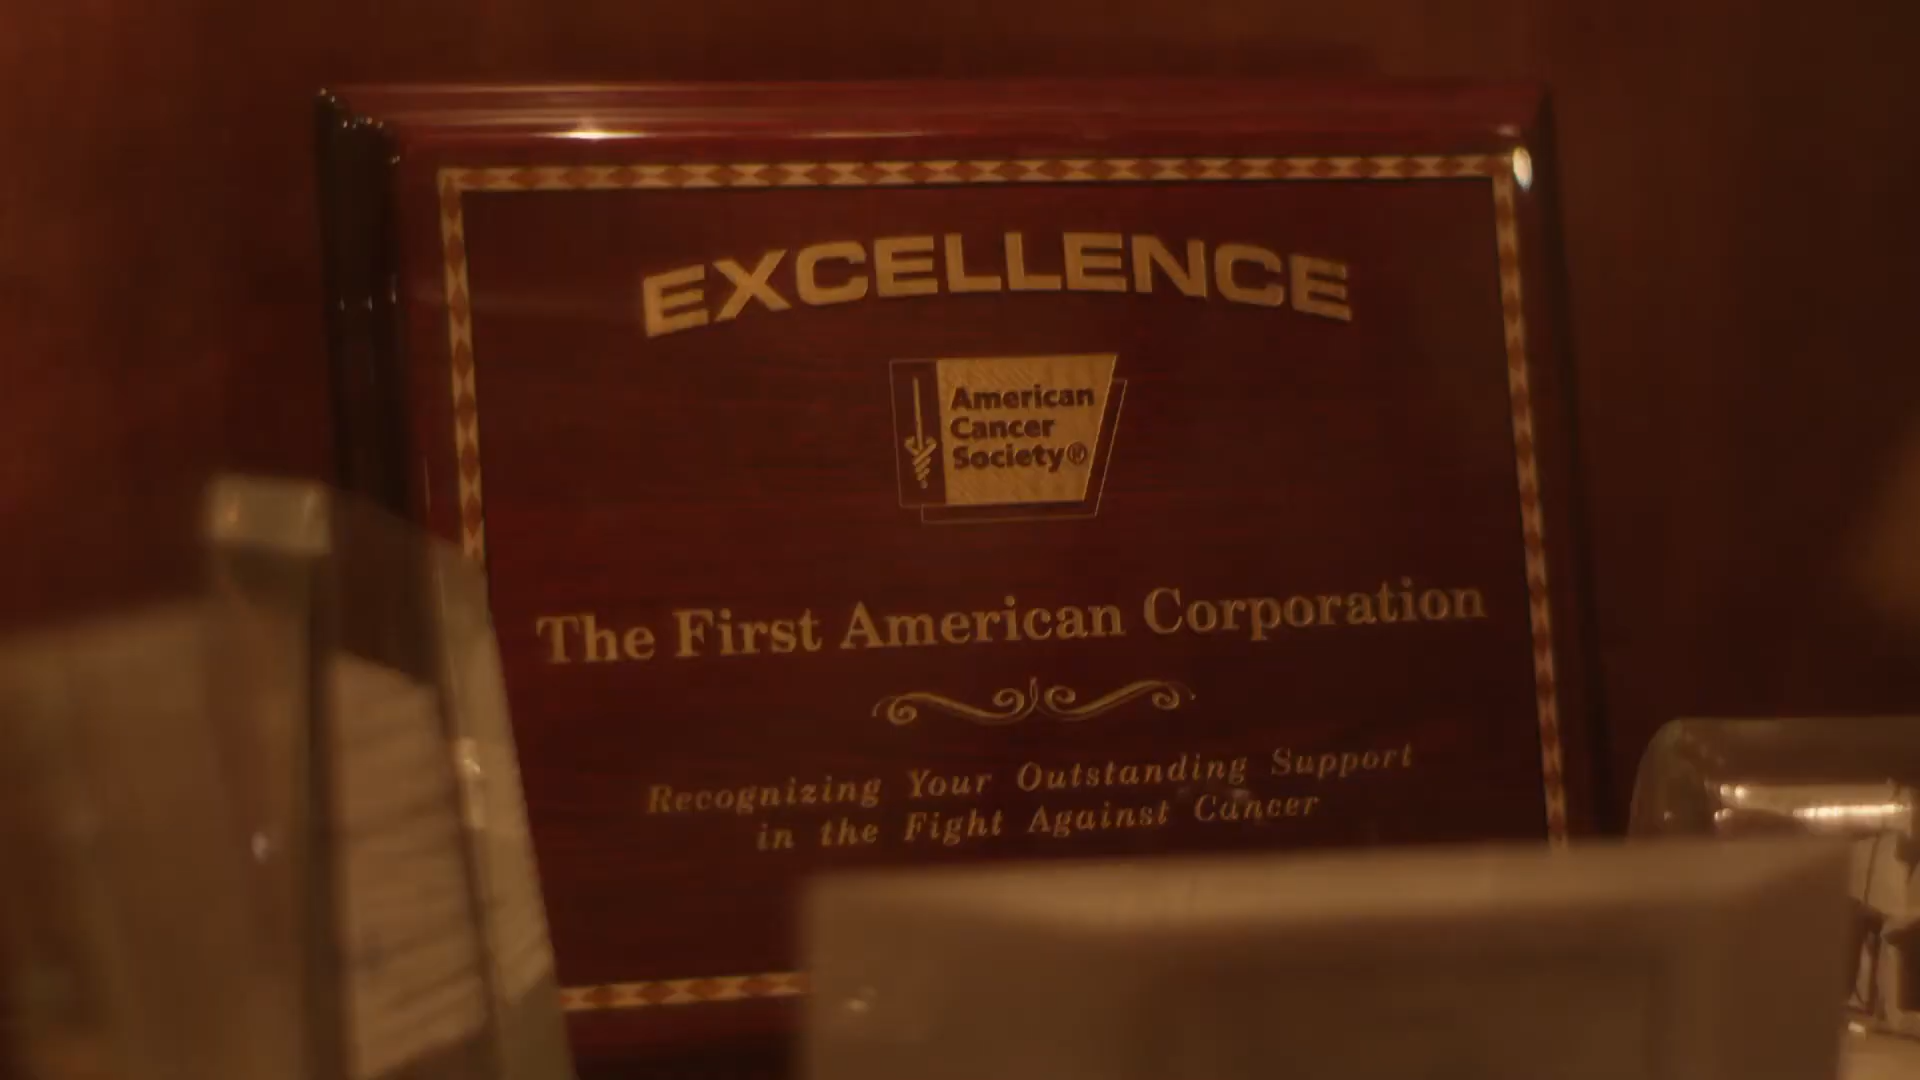 EXCELLENCE
American
Cancer
Society®
The First American Corporation
Recognizing Your Outstanding Support
in the Fight Against Cancer